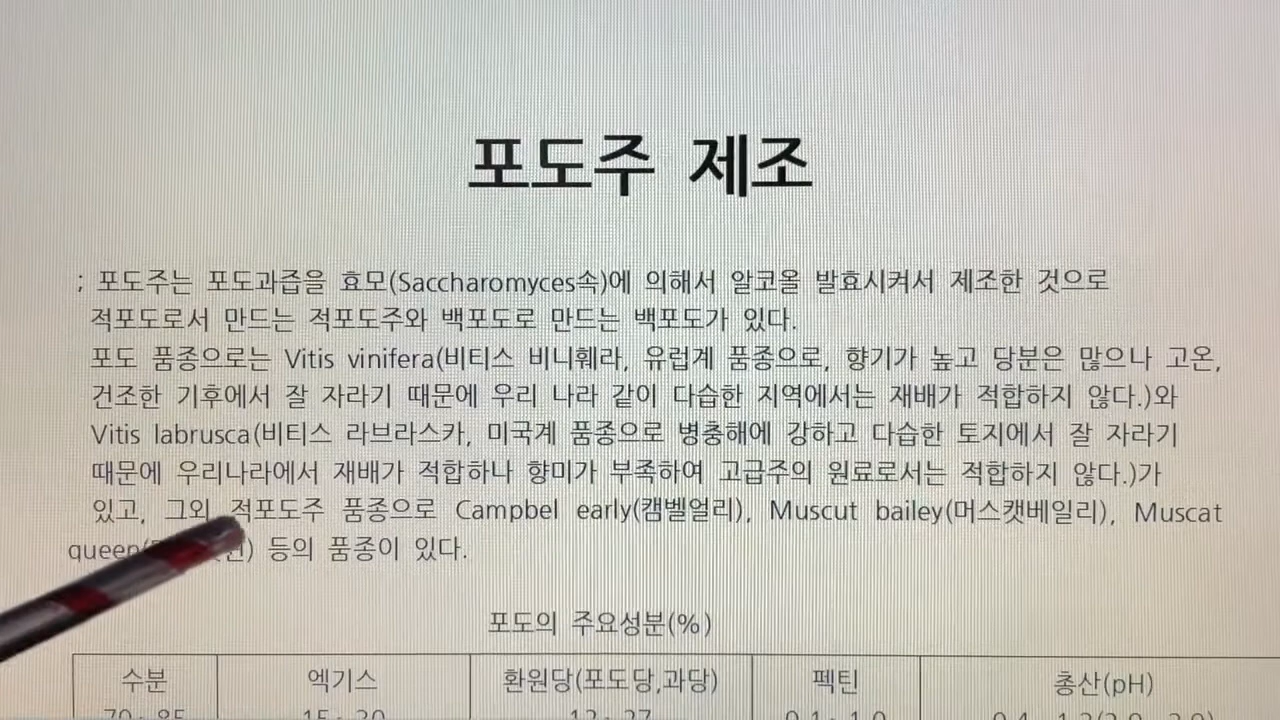 포도주 제조
; 포도주는 포도과즙을 효모(Saccharomyces속)에 의해서 알코올 발효시켜서 제조한 것으로
적포도로서 만드는 적포도주와 백포도로 만드는 백포도가 있다.
포도 품종으로는 Vitis vinifera(비티스 비니훼라, 유럽계 품종으로, 향기가 높고 당분은 많으나 고온,
건조한 기후에서 잘 자라기 때문에 우리 나라 같이 다습한 지역에서는 재배가 적합하지 않다.)와
Vitis labrusca(비티스 라브라스카, 미국계 품종으로 병충해에 강하고 다습한 토지에서 잘 자라기
때문에 우리나라에서 재배가 적합하나 향미가 부족하여 고급주의 원료로서는 적합하지 않다.)가
있고, 그외 적포도주 품종으로 Campbel early(캠벨얼리), Muscut bailey(머스캣베일리), Muscat
queen( 등의 품종이 있다.
포도의 주요성분(%)
수분 엑기스 환원당(포도당,과당) 펙틴 총산(pH)